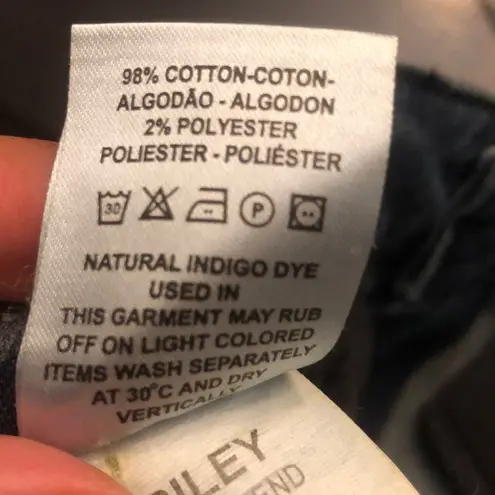 98% COTTON-COTON-
ALGODÃO - ALGODON
2% POLYESTER
POLIESTER - POLIÉSTER
30 P
NATURAL INDIGO DYE
USED IN
THIS GARMENT MAY RUB
OFF ON LIGHT COLORED
ITEMS WASH SEPARATELY
AT 30°C AND DRY
VERTICALLY